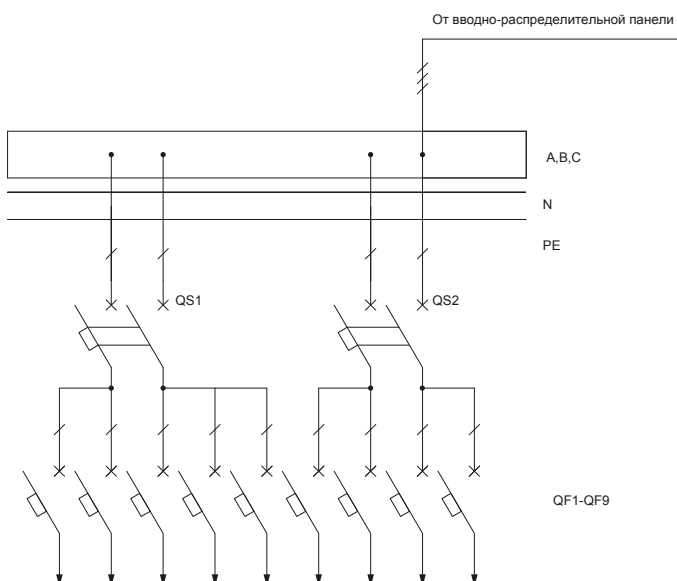 От вводно-распределительной панели
A,B,C
N
PE
QS1
QS2
QF1-QF9